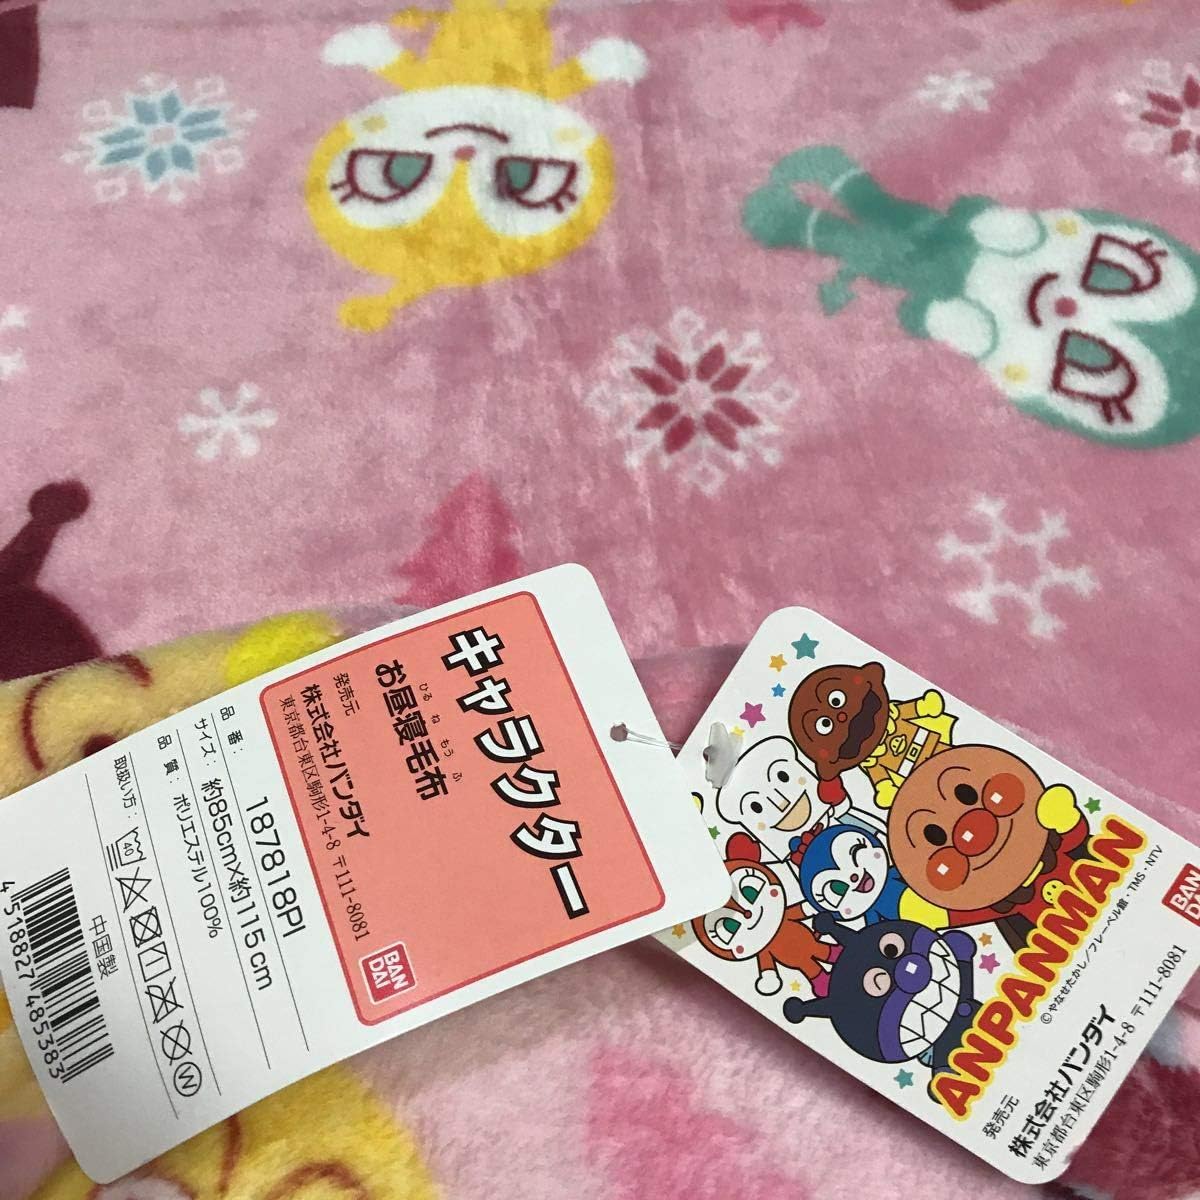 キャラクター
ひる ね もう ふ
お昼寝毛布
発売元
株式会社バンダイ
東京都台東区駒形1-4-8 〒111-8081
BAN
DAI
品 番: 187818PI
サイズ: 約85cm×約115cm
品 質: ポリエステル100%
取扱い方:
40
W
中国製
4 518827 485383
ANPANMAN
©やなせたかし/フレーベル館・TMS・NTV
BAN
DAI
発売元
株式会社バンダイ
東京都台東区駒形1-4-8 〒111-8081